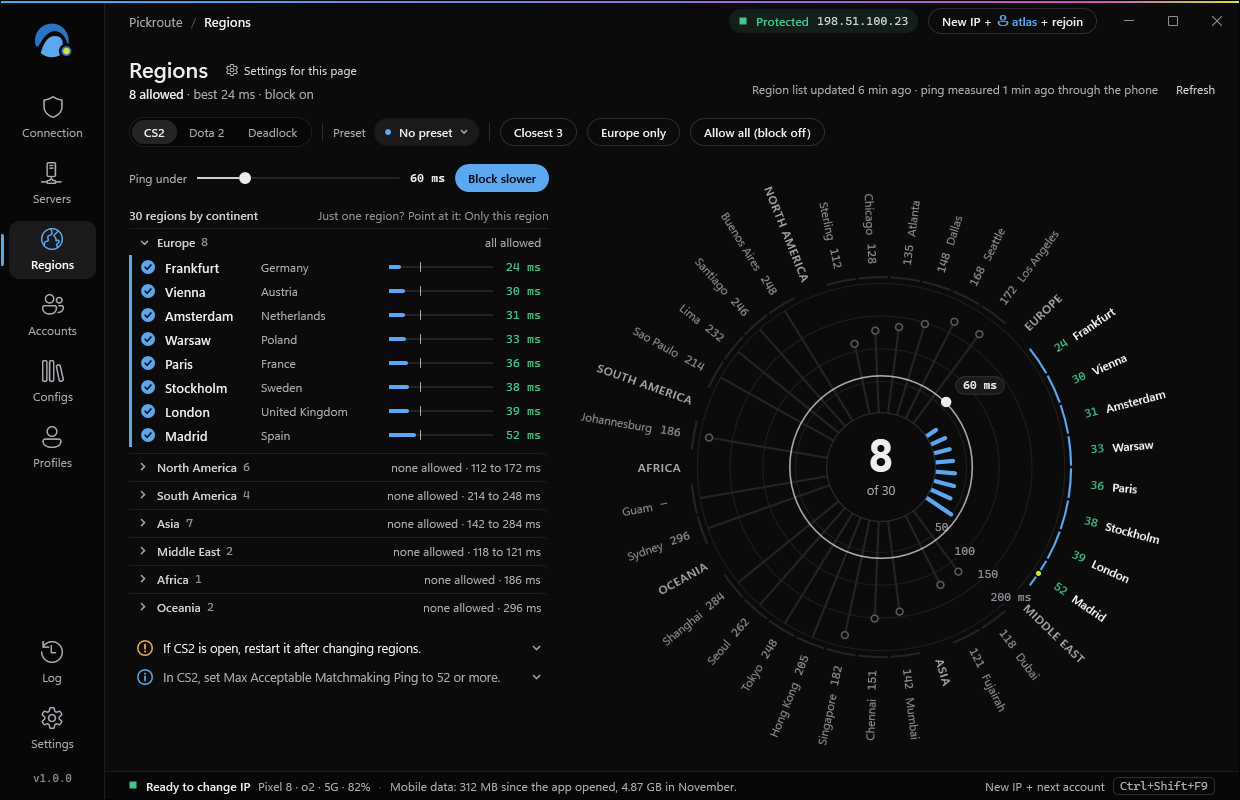 Pickroute / Regions
Protected 198.51.100.23
New IP + atlas + rejoin
Connection
Servers
Regions
Accounts
Configs
Profiles
Log
Settings
v1.0.0
Regions
Settings for this page
8 allowed · best 24 ms · block on
Region list updated 6 min ago · ping measured 1 min ago through the phone
Refresh
CS2 Dota 2 Deadlock
Preset No preset
Closest 3
Europe only
Allow all (block off)
Ping under 60 ms
Block slower
30 regions by continent
Just one region? Point at it: Only this region
Europe 8 all allowed
Frankfurt Germany 24 ms
Vienna Austria 30 ms
Amsterdam Netherlands 31 ms
Warsaw Poland 33 ms
Paris France 36 ms
Stockholm Sweden 38 ms
London United Kingdom 39 ms
Madrid Spain 52 ms
North America 6 none allowed · 112 to 172 ms
South America 4 none allowed · 214 to 248 ms
Asia 7 none allowed · 142 to 284 ms
Middle East 2 none allowed · 118 to 121 ms
Africa 1 none allowed · 186 ms
Oceania 2 none allowed · 296 ms
If CS2 is open, restart it after changing regions.
In CS2, set Max Acceptable Matchmaking Ping to 52 or more.
NORTH AMERICA
Sterling 112
Chicago 128
135 Atlanta
148 Dallas
168 Seattle
172 Los Angeles
EUROPE
24 Frankfurt
30 Vienna
31 Amsterdam
33 Warsaw
36 Paris
38 Stockholm
39 London
52 Madrid
MIDDLE EAST
118 Dubai
121 Fujairah
ASIA
142 Mumbai
Chennai 151
Singapore 182
Hong Kong 205
Tokyo 248
Seoul 262
Shanghai 284
OCEANIA
Sydney 296
Guam –
AFRICA
Johannesburg 186
SOUTH AMERICA
Sao Paulo 214
Lima 232
Santiago 246
Buenos Aires 248
60 ms
8
of 30
50
100
150
200 ms
Ready to change IP Pixel 8 · o2 · 5G · 82% · Mobile data: 312 MB since the app opened, 4.87 GB in November.
New IP + next account Ctrl+Shift+F9